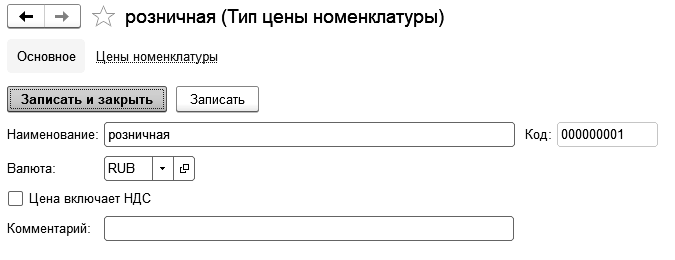 розничная (Тип цены номенклатуры)
Основное Цены номенклатуры
Записать и закрыть Записать
Наименование: розничная Код: 000000001
Валюта: RUB
Цена включает НДС
Комментарий: